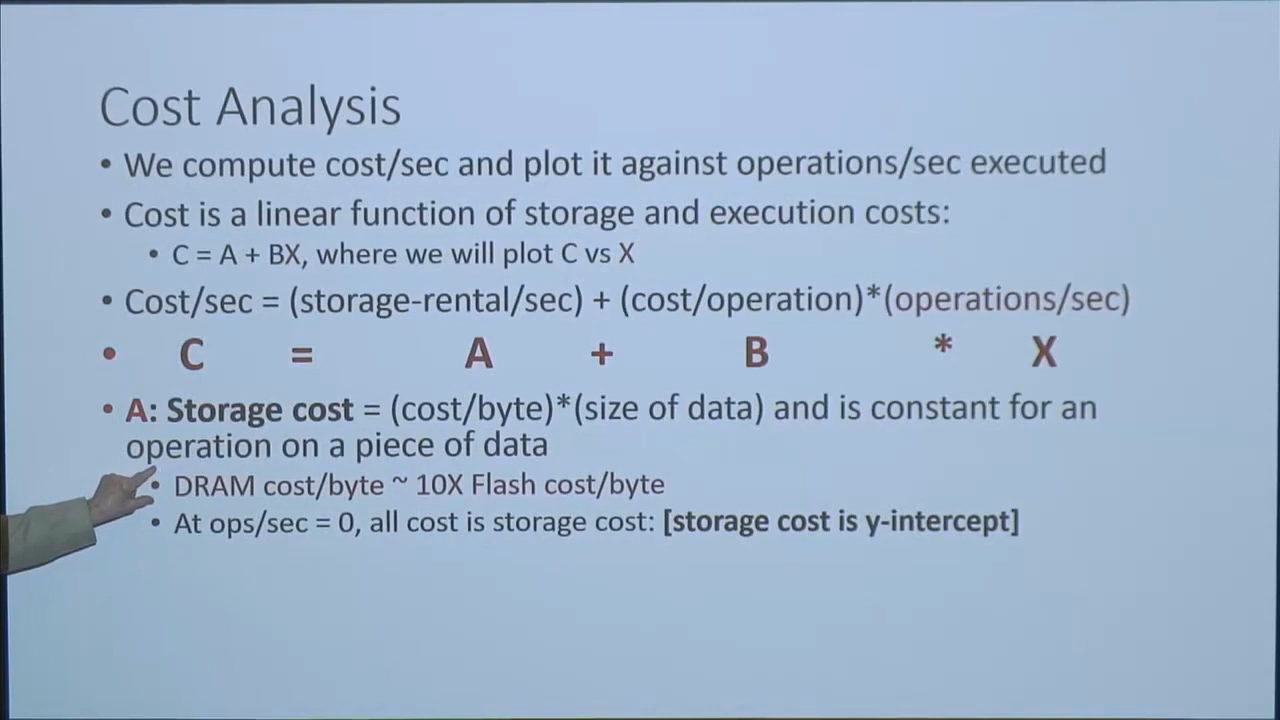 Cost Analysis
• We compute cost/sec and plot it against operations/sec executed
• Cost is a linear function of storage and execution costs:
• C = A + BX, where we will plot C vs X
• Cost/sec = (storage-rental/sec) + (cost/operation)*(operations/sec)
• C = A + B * X
• A: Storage cost = (cost/byte)*(size of data) and is constant for an
operation on a piece of data
• DRAM cost/byte ~ 10X Flash cost/byte
• At ops/sec = 0, all cost is storage cost: [storage cost is y-intercept]